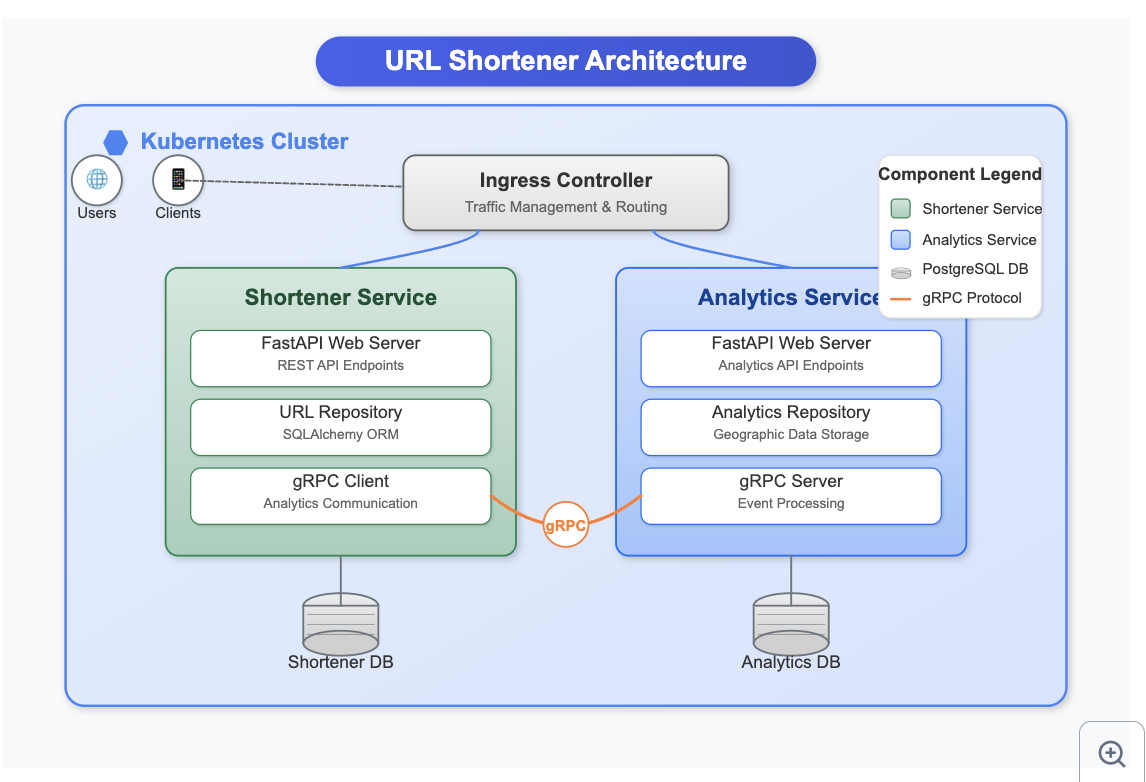 URL Shortener Architecture
Kubernetes Cluster
Users
Clients
Ingress Controller
Traffic Management & Routing
Component Legend
Shortener Service
Analytics Service
PostgreSQL DB
gRPC Protocol
Shortener Service
FastAPI Web Server
REST API Endpoints
URL Repository
SQLAlchemy ORM
gRPC Client
Analytics Communication
gRPC
Analytics Service
FastAPI Web Server
Analytics API Endpoints
Analytics Repository
Geographic Data Storage
gRPC Server
Event Processing
Shortener DB
Analytics DB